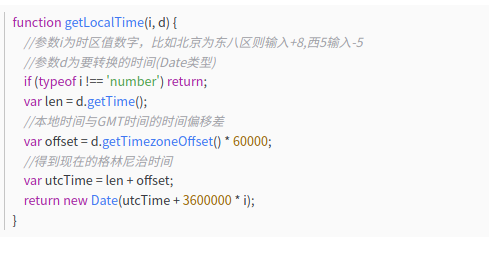 function getLocalTime(i, d) {
//参数i为时区值数字，比如北京为东八区则输入+8,西5输入-5
//参数d为要转换的时间(Date类型)
if (typeof i !== 'number') return;
var len = d.getTime();
//本地时间与GMT时间的时间偏移差
var offset = d.getTimezoneOffset() * 60000;
//得到现在的格林尼治时间
var utcTime = len + offset;
return new Date(utcTime + 3600000 * i);
}